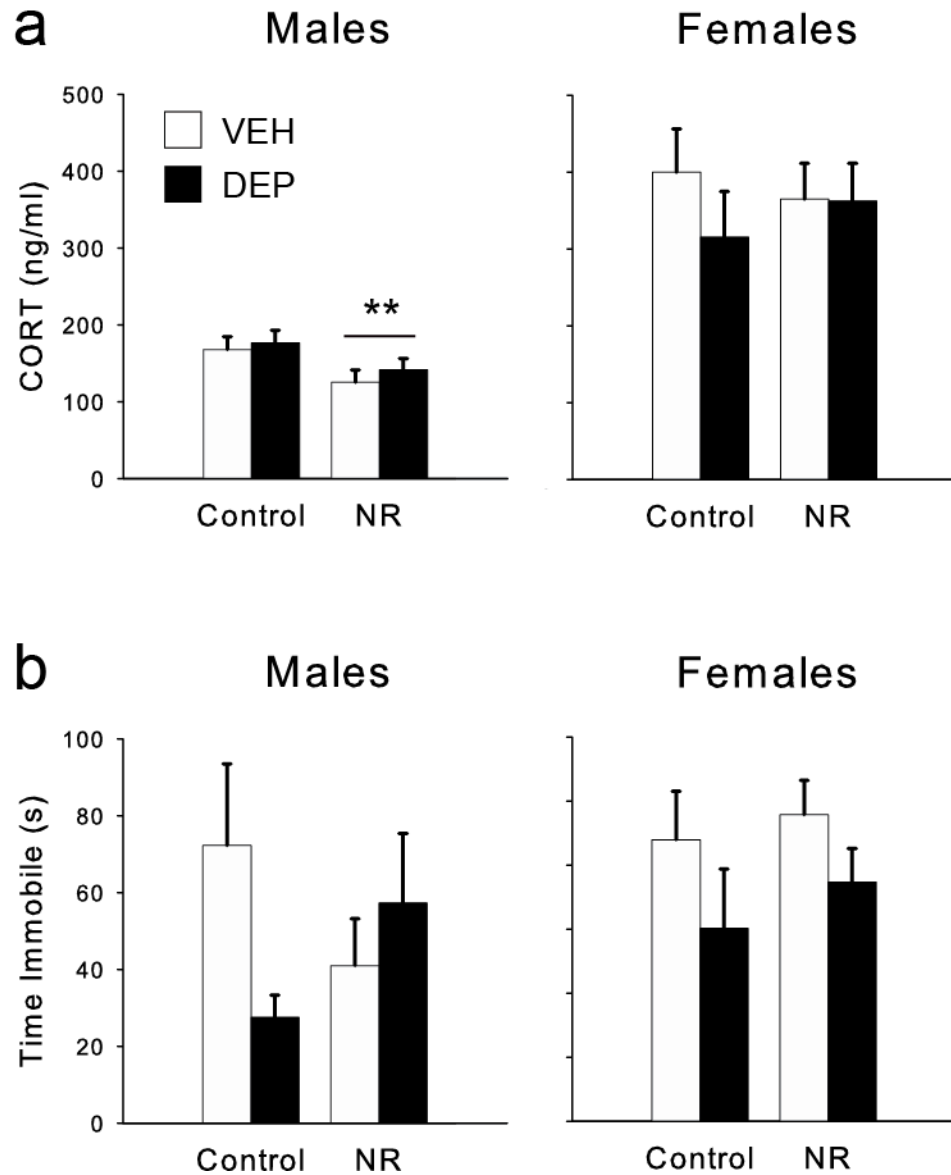 a
Males
Females
500
400
300
200
100
0
CORT (ng/ml)
VEH
DEP
**
Control NR
Control NR
b
Males
Females
100
80
60
40
20
0
Time Immobile (s)
Control NR
Control NR